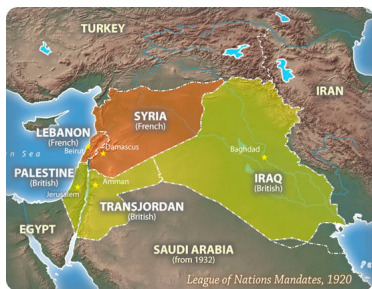 TURKEY
IRAN
SYRIA
(French)
LEBANON
(French)
Beirut
Damascus
n Sea
Baghdad
PALESTINE
(British)
IRAQ
(British)
Amman
Jerusalem
TRANSJORDAN
(British)
EGYPT
SAUDI ARABIA
(from 1932)
League of Nations Mandates, 1920